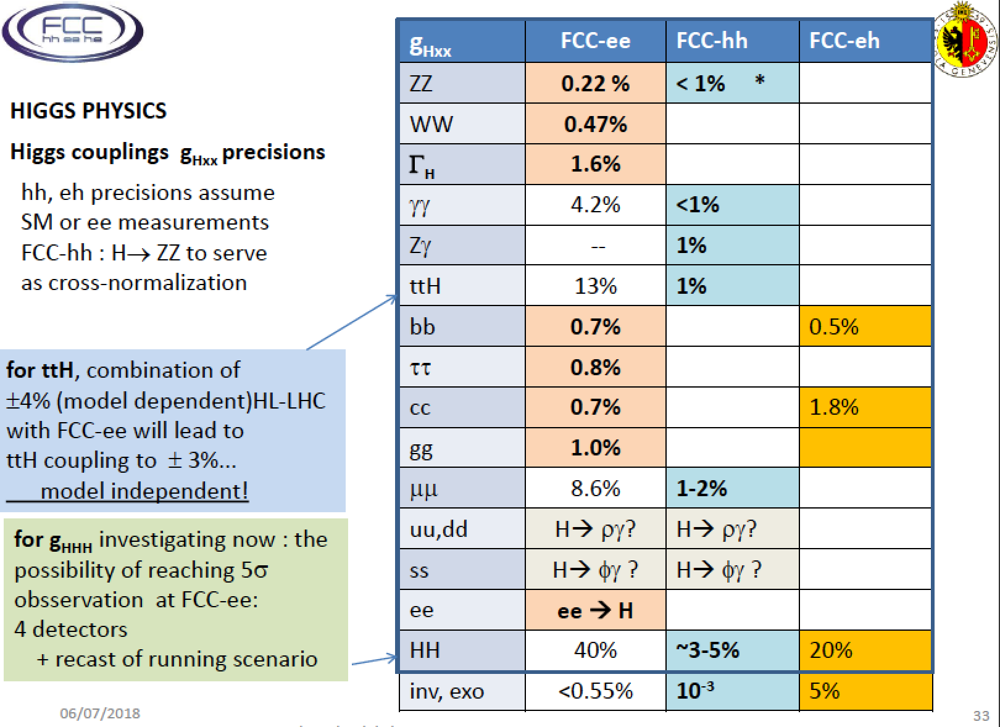 FCC
hh ee he
HIGGS PHYSICS
Higgs couplings gHxx precisions
hh, eh precisions assume
SM or ee measurements
FCC-hh : H→ ZZ to serve
as cross-normalization
for ttH, combination of
±4% (model dependent)HL-LHC
with FCC-ee will lead to
ttH coupling to ± 3%...
model independent!
for gHHH investigating now : the
possibility of reaching 5σ
obsservation at FCC-ee:
4 detectors
+ recast of running scenario
gHxx FCC-ee FCC-hh FCC-eh
ZZ 0.22 % < 1% *
WW 0.47%
ΓH 1.6%
γγ 4.2% <1%
Zγ -- 1%
ttH 13% 1%
bb 0.7% 0.5%
ττ 0.8%
cc 0.7% 1.8%
gg 1.0%
μμ 8.6% 1-2%
uu,dd H→ ργ? H→ ργ?
ss H→ ϕγ ? H→ ϕγ ?
ee ee → H
HH 40% ~3-5% 20%
inv, exo <0.55% 10-3 5%
06/07/2018
33